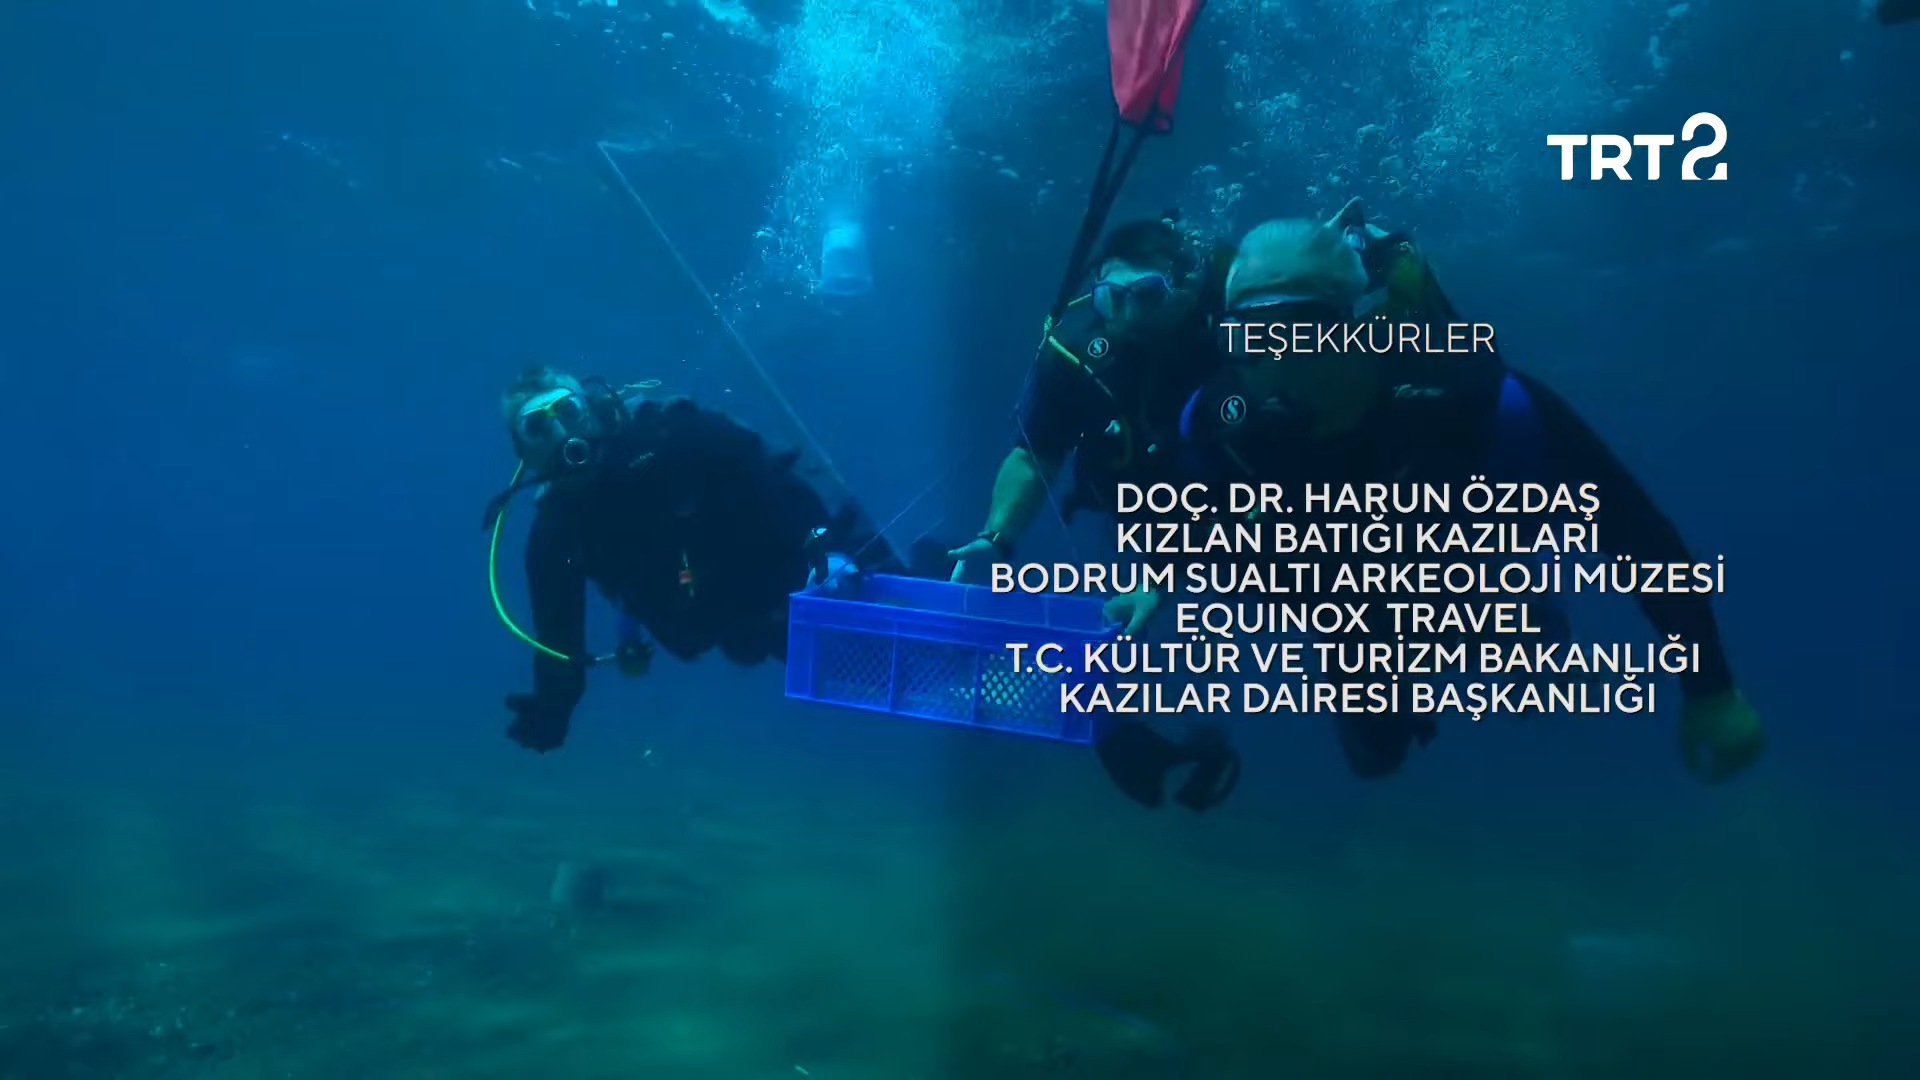 TRT2
TEŞEKKÜRLER
DOÇ. DR. HARUN ÖZDAŞ
KIZLAN BATIĞI KAZILARI
BODRUM SUALTI ARKEOLOJİ MÜZESİ
EQUINOX TRAVEL
T.C. KÜLTÜR VE TURİZM BAKANLIĞI
KAZILAR DAİRESİ BAŞKANLIĞI